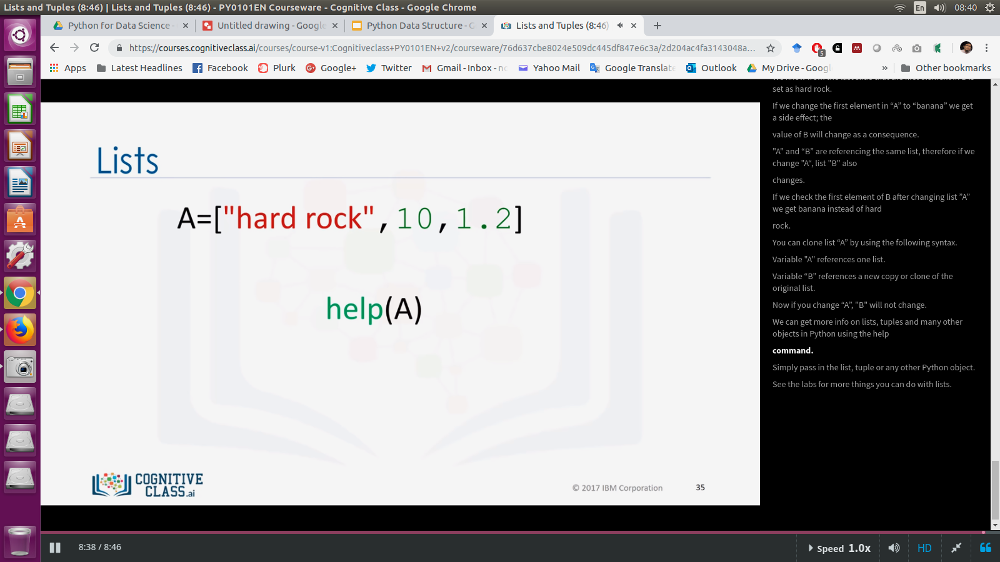 Lists and Tuples (8:46) | Lists and Tuples (8:46) - PY0101EN Courseware - Cognitive Class - Google Chrome
En
08:40
Python for Data Science -
Untitled drawing - Google
Python Data Structure - G
Lists and Tuples (8:46)
https://courses.cognitiveclass.ai/courses/course-v1:Cognitiveclass+PY0101EN+v2/courseware/76d637cbe8024e509dc445df847e6c3a/2d204ac4fa3143048a...
5
Apps
Latest Headlines
Facebook
Plurk
Google+
Twitter
Gmail - Inbox - no
Yahoo Mail
Google Translate
Outlook
My Drive - Googl
»
Other bookmarks
Lists
A=["hard rock",10,1.2]
help(A)
COGNITIVE
CLASS.ai
© 2017 IBM Corporation
35
set as hard rock.
If we change the first element in “A” to “banana” we get
a side effect; the
value of B will change as a consequence.
"A" and “B” are referencing the same list, therefore if we
change "A“, list "B" also
changes.
If we check the first element of B after changing list ”A”
we get banana instead of hard
rock.
You can clone list “A” by using the following syntax.
Variable "A" references one list.
Variable “B” references a new copy or clone of the
original list.
Now if you change “A”, "B" will not change.
We can get more info on lists, tuples and many other
objects in Python using the help
command.
Simply pass in the list, tuple or any other Python object.
See the labs for more things you can do with lists.
8:38 / 8:46
Speed 1.0x
HD